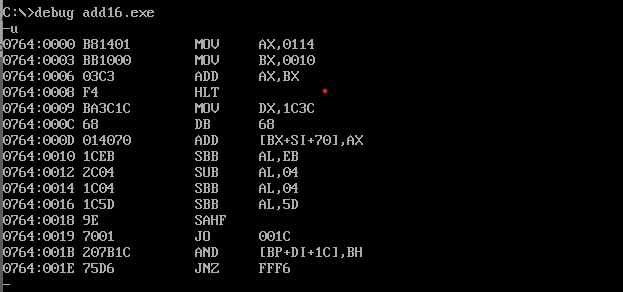 C:\>debug add16.exe
-u
0764:0000 B81401 MOV AX,0114
0764:0003 BB1000 MOV BX,0010
0764:0006 03C3 ADD AX,BX
0764:0008 F4 HLT
0764:0009 BA3C1C MOV DX,1C3C
0764:000C 68 DB 68
0764:000D 014070 ADD [BX+SI+70],AX
0764:0010 1CEB SBB AL,EB
0764:0012 2C04 SUB AL,04
0764:0014 1C04 SBB AL,04
0764:0016 1C5D SBB AL,5D
0764:0018 9E SAHF
0764:0019 7001 JO 001C
0764:001B 207B1C AND [BP+DI+1C],BH
0764:001E 75D6 JNZ FFF6
-